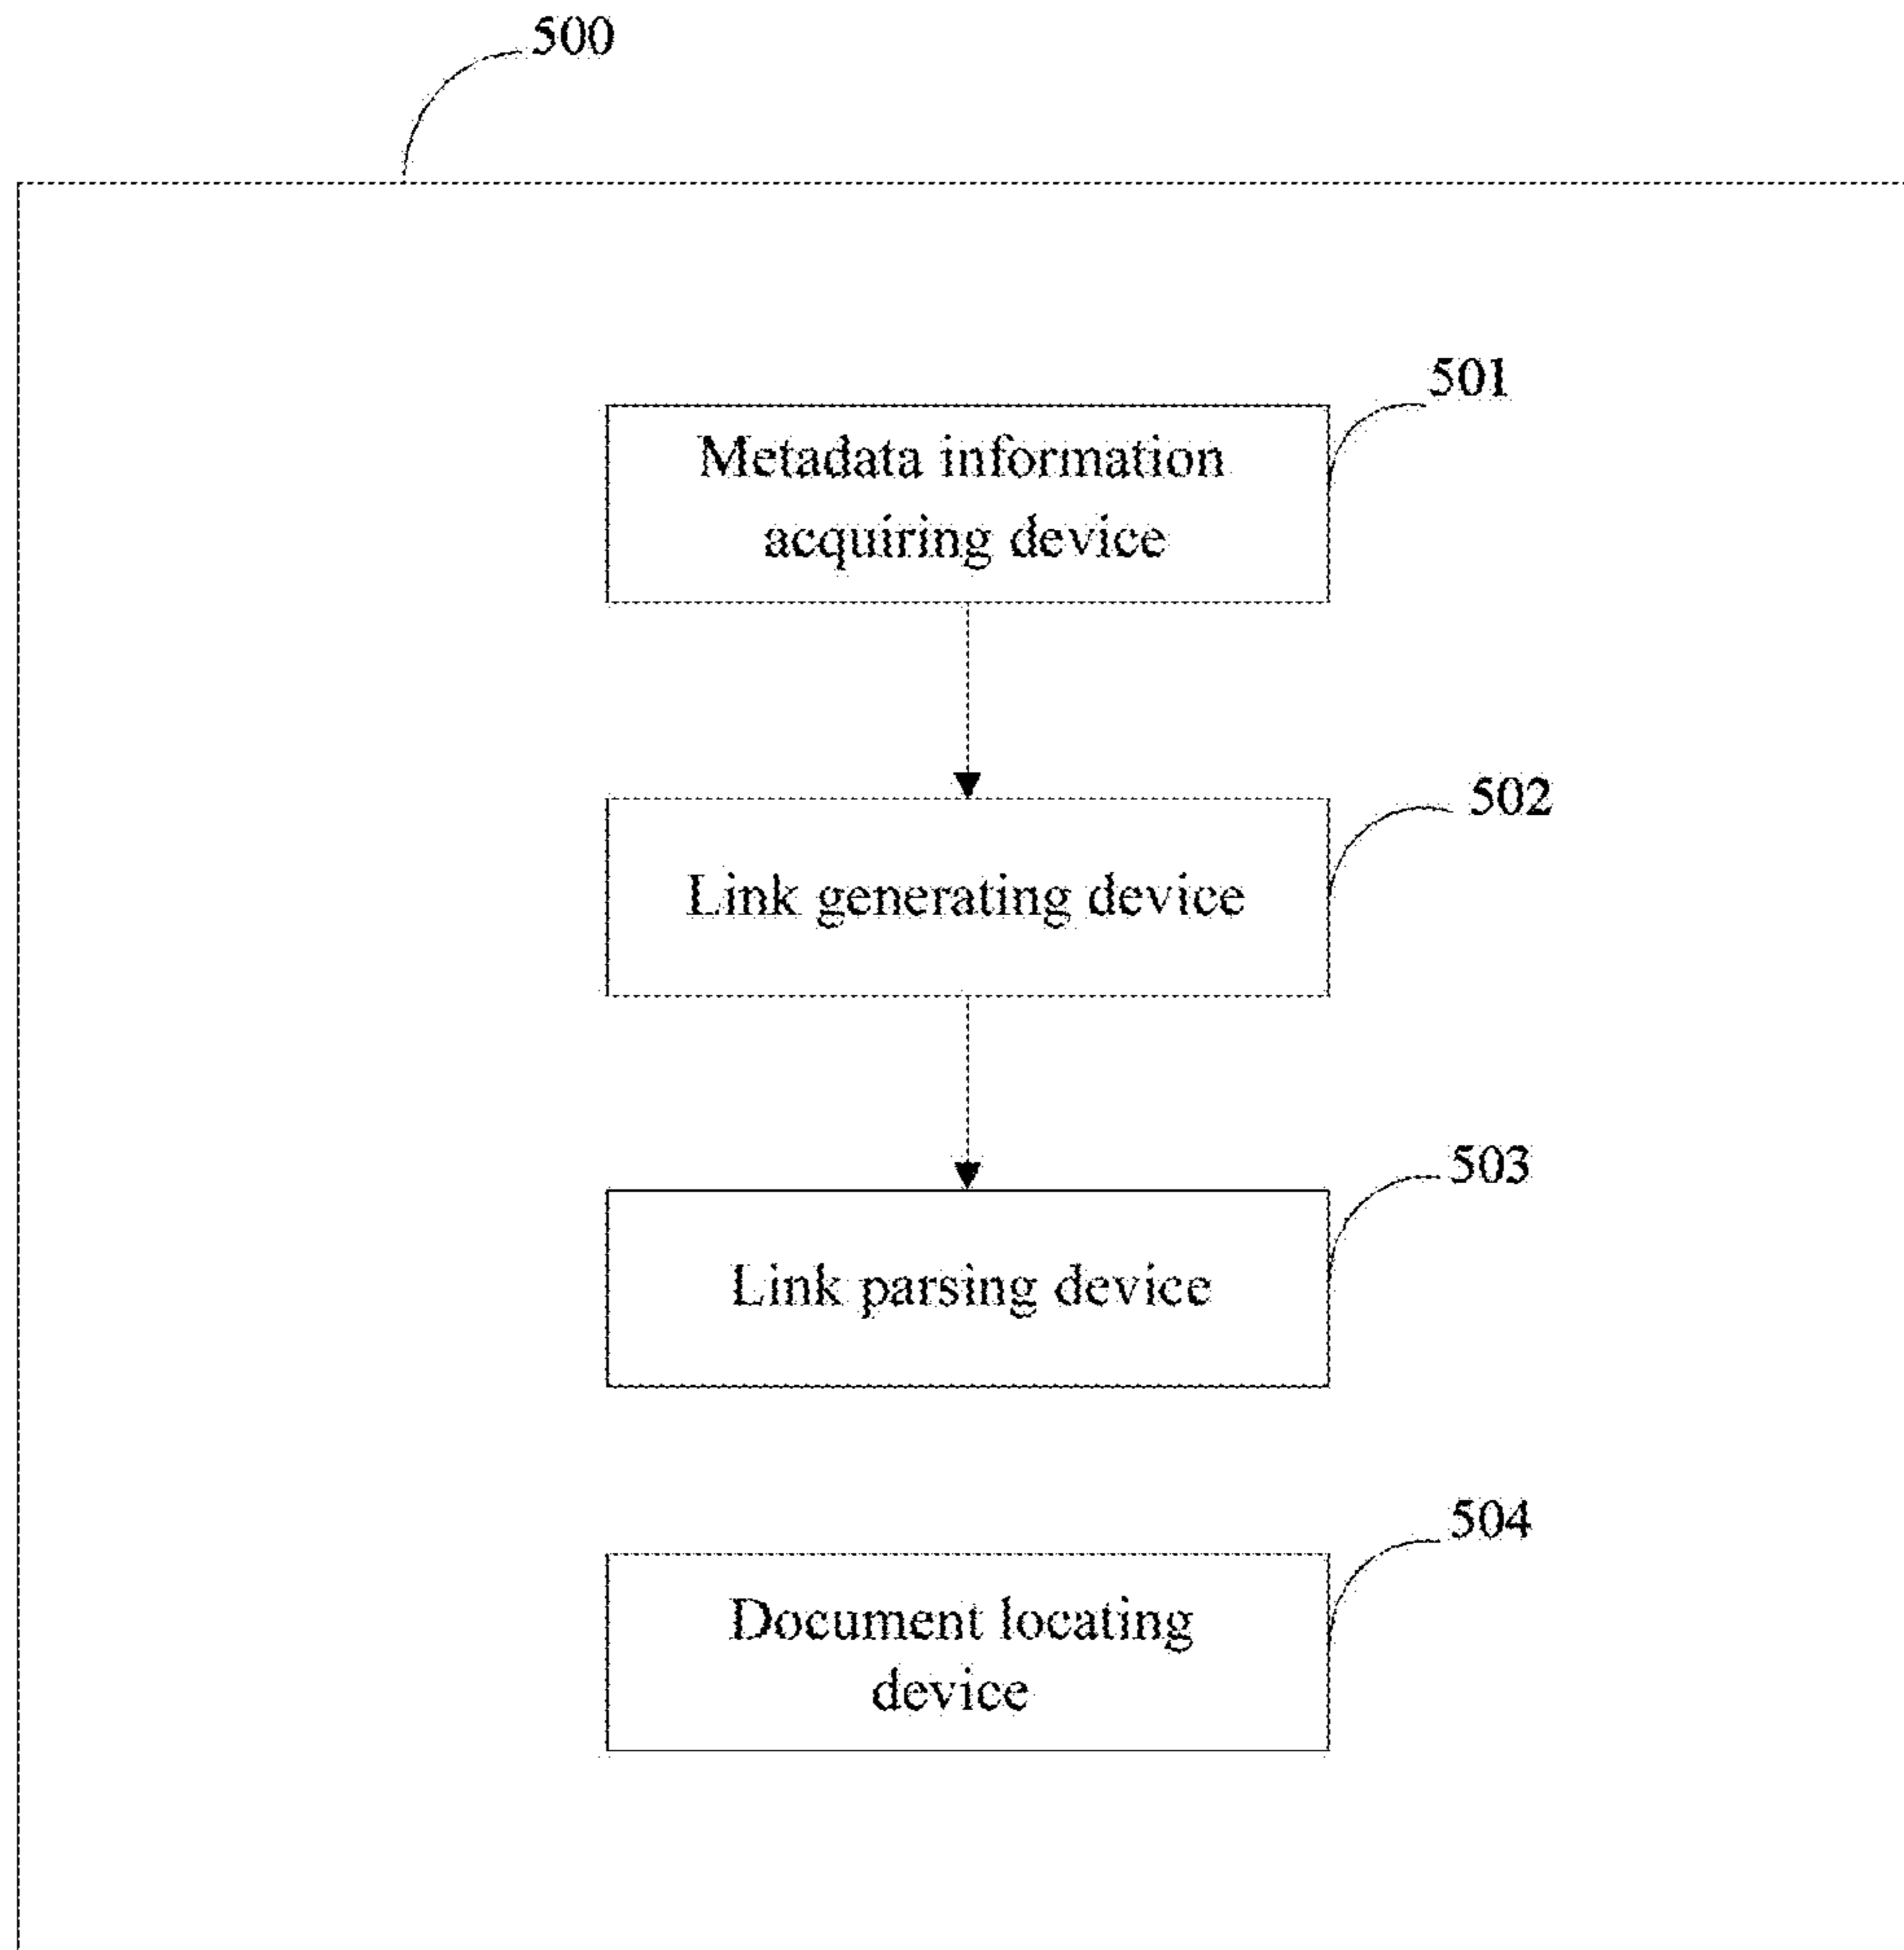 500
501
Metadata information
acquiring device
502
Link generating device
503
Link parsing device
504
Document locating
device